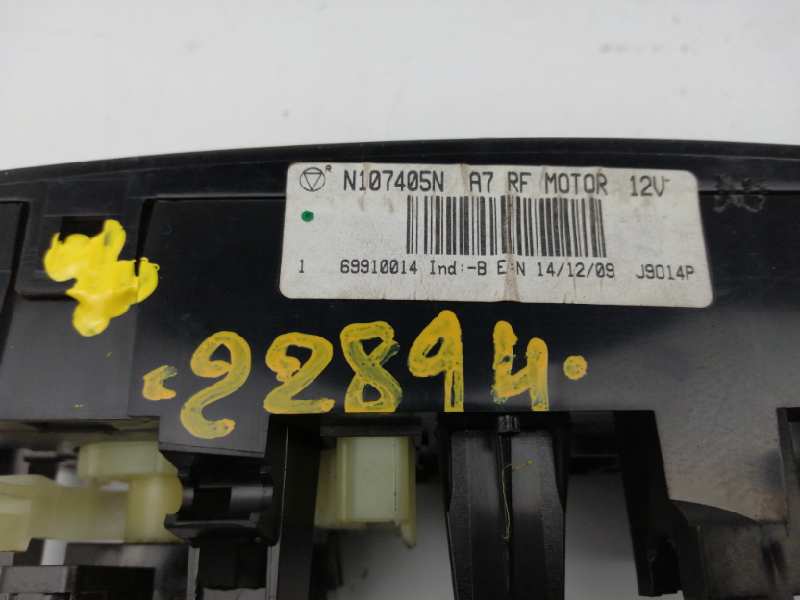 R N107405N A7 RF MOTOR 12V
1 69910014 Ind:-B E:N 14/12/09 J9014P
22894